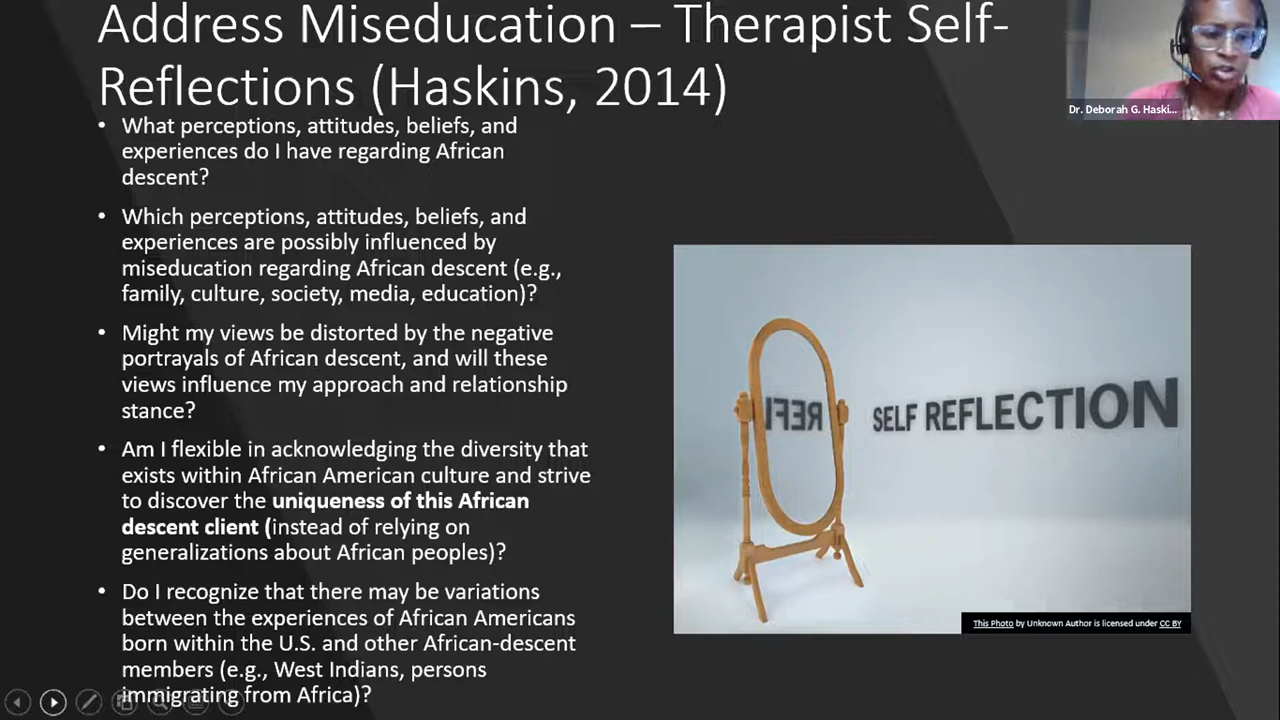 Address Miseducation – Therapist Self-
Reflections (Haskins, 2014)
Dr. Deborah G. Haski...
• What perceptions, attitudes, beliefs, and
experiences do I have regarding African
descent?
• Which perceptions, attitudes, beliefs, and
experiences are possibly influenced by
miseducation regarding African descent (e.g.,
family, culture, society, media, education)?
• Might my views be distorted by the negative
portrayals of African descent, and will these
views influence my approach and relationship
stance?
• Am I flexible in acknowledging the diversity that
exists within African American culture and strive
to discover the uniqueness of this African
descent client (instead of relying on
generalizations about African peoples)?
• Do I recognize that there may be variations
between the experiences of African Americans
born within the U.S. and other African-descent
members (e.g., West Indians, persons
immigrating from Africa)?
REFL
SELF REFLECTION
This Photo by Unknown Author is licensed under CC BY